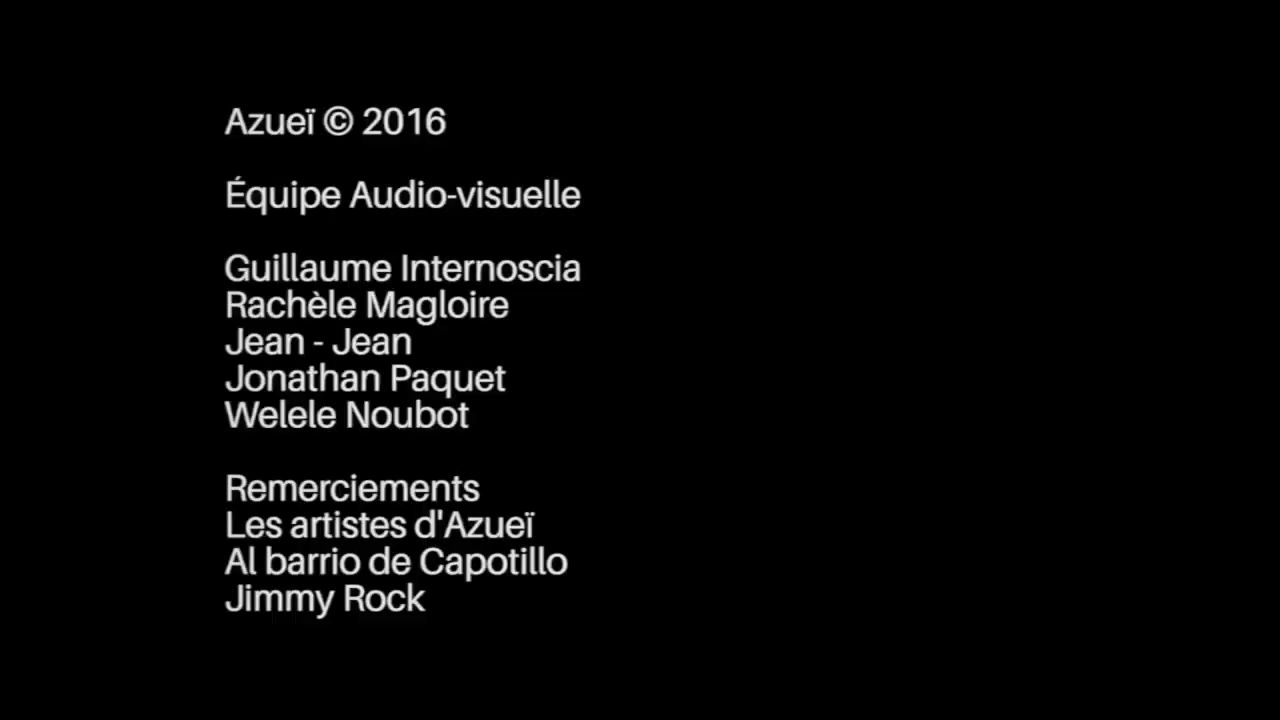 Azueï © 2016
Équipe Audio-visuelle
Guillaume Internoscia
Rachèle Magloire
Jean - Jean
Jonathan Paquet
Welele Noubot
Remerciements
Les artistes d'Azueï
Al barrio de Capotillo
Jimmy Rock